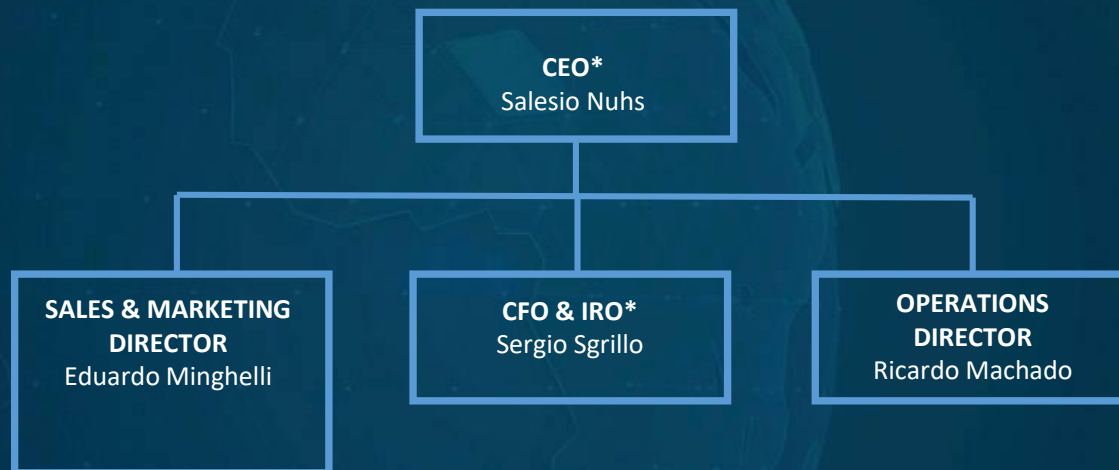 CEO*
Salesio Nuhs
SALES & MARKETING
DIRECTOR
Eduardo Minghelli
CFO & IRO*
Sergio Sgrillo
OPERATIONS
DIRECTOR
Ricardo Machado